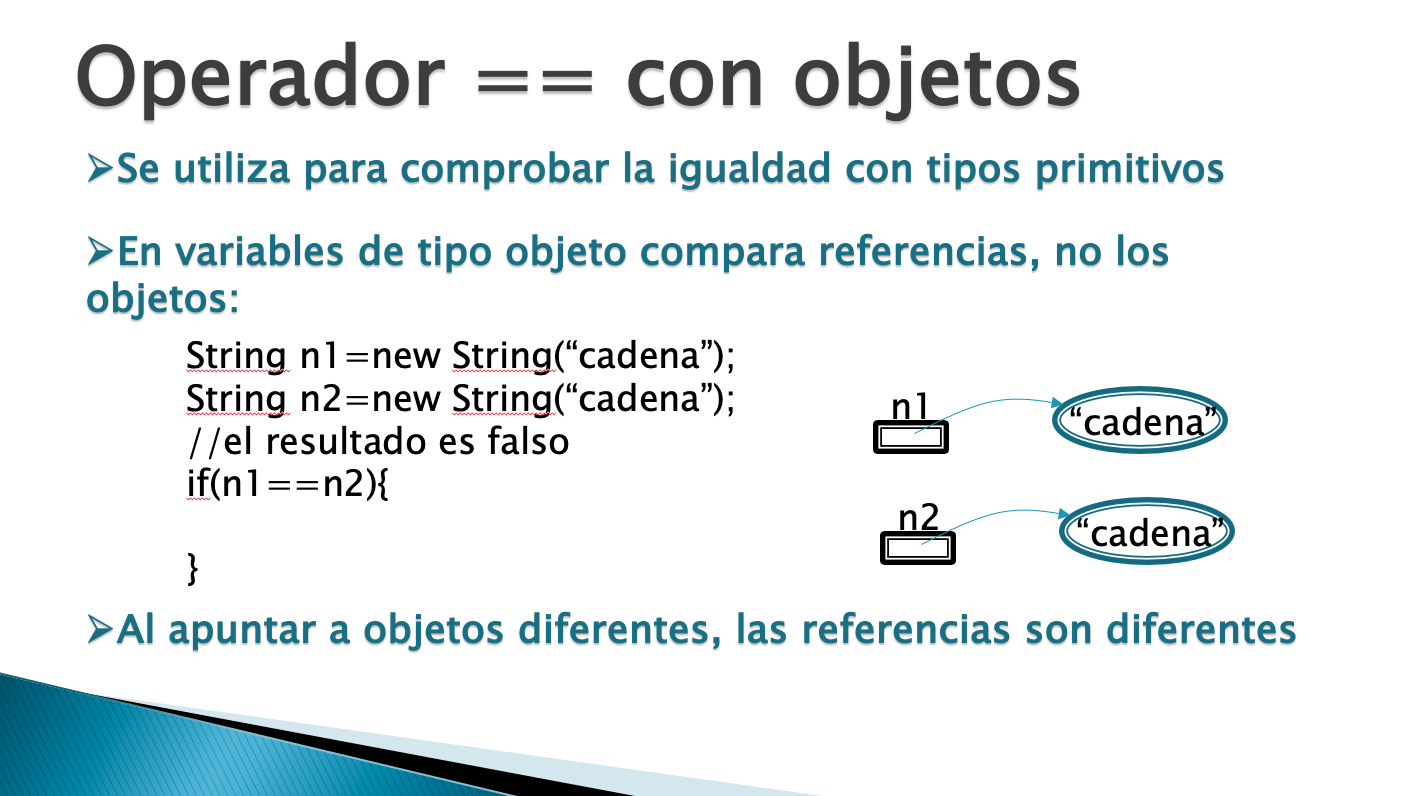 Operador == con objetos
➢Se utiliza para comprobar la igualdad con tipos primitivos
➢En variables de tipo objeto compara referencias, no los
objetos:
String n1=new String(“cadena”);
String n2=new String(“cadena”);
//el resultado es falso
if(n1==n2){
}
n1
“cadena”
n2
“cadena”
➢Al apuntar a objetos diferentes, las referencias son diferentes